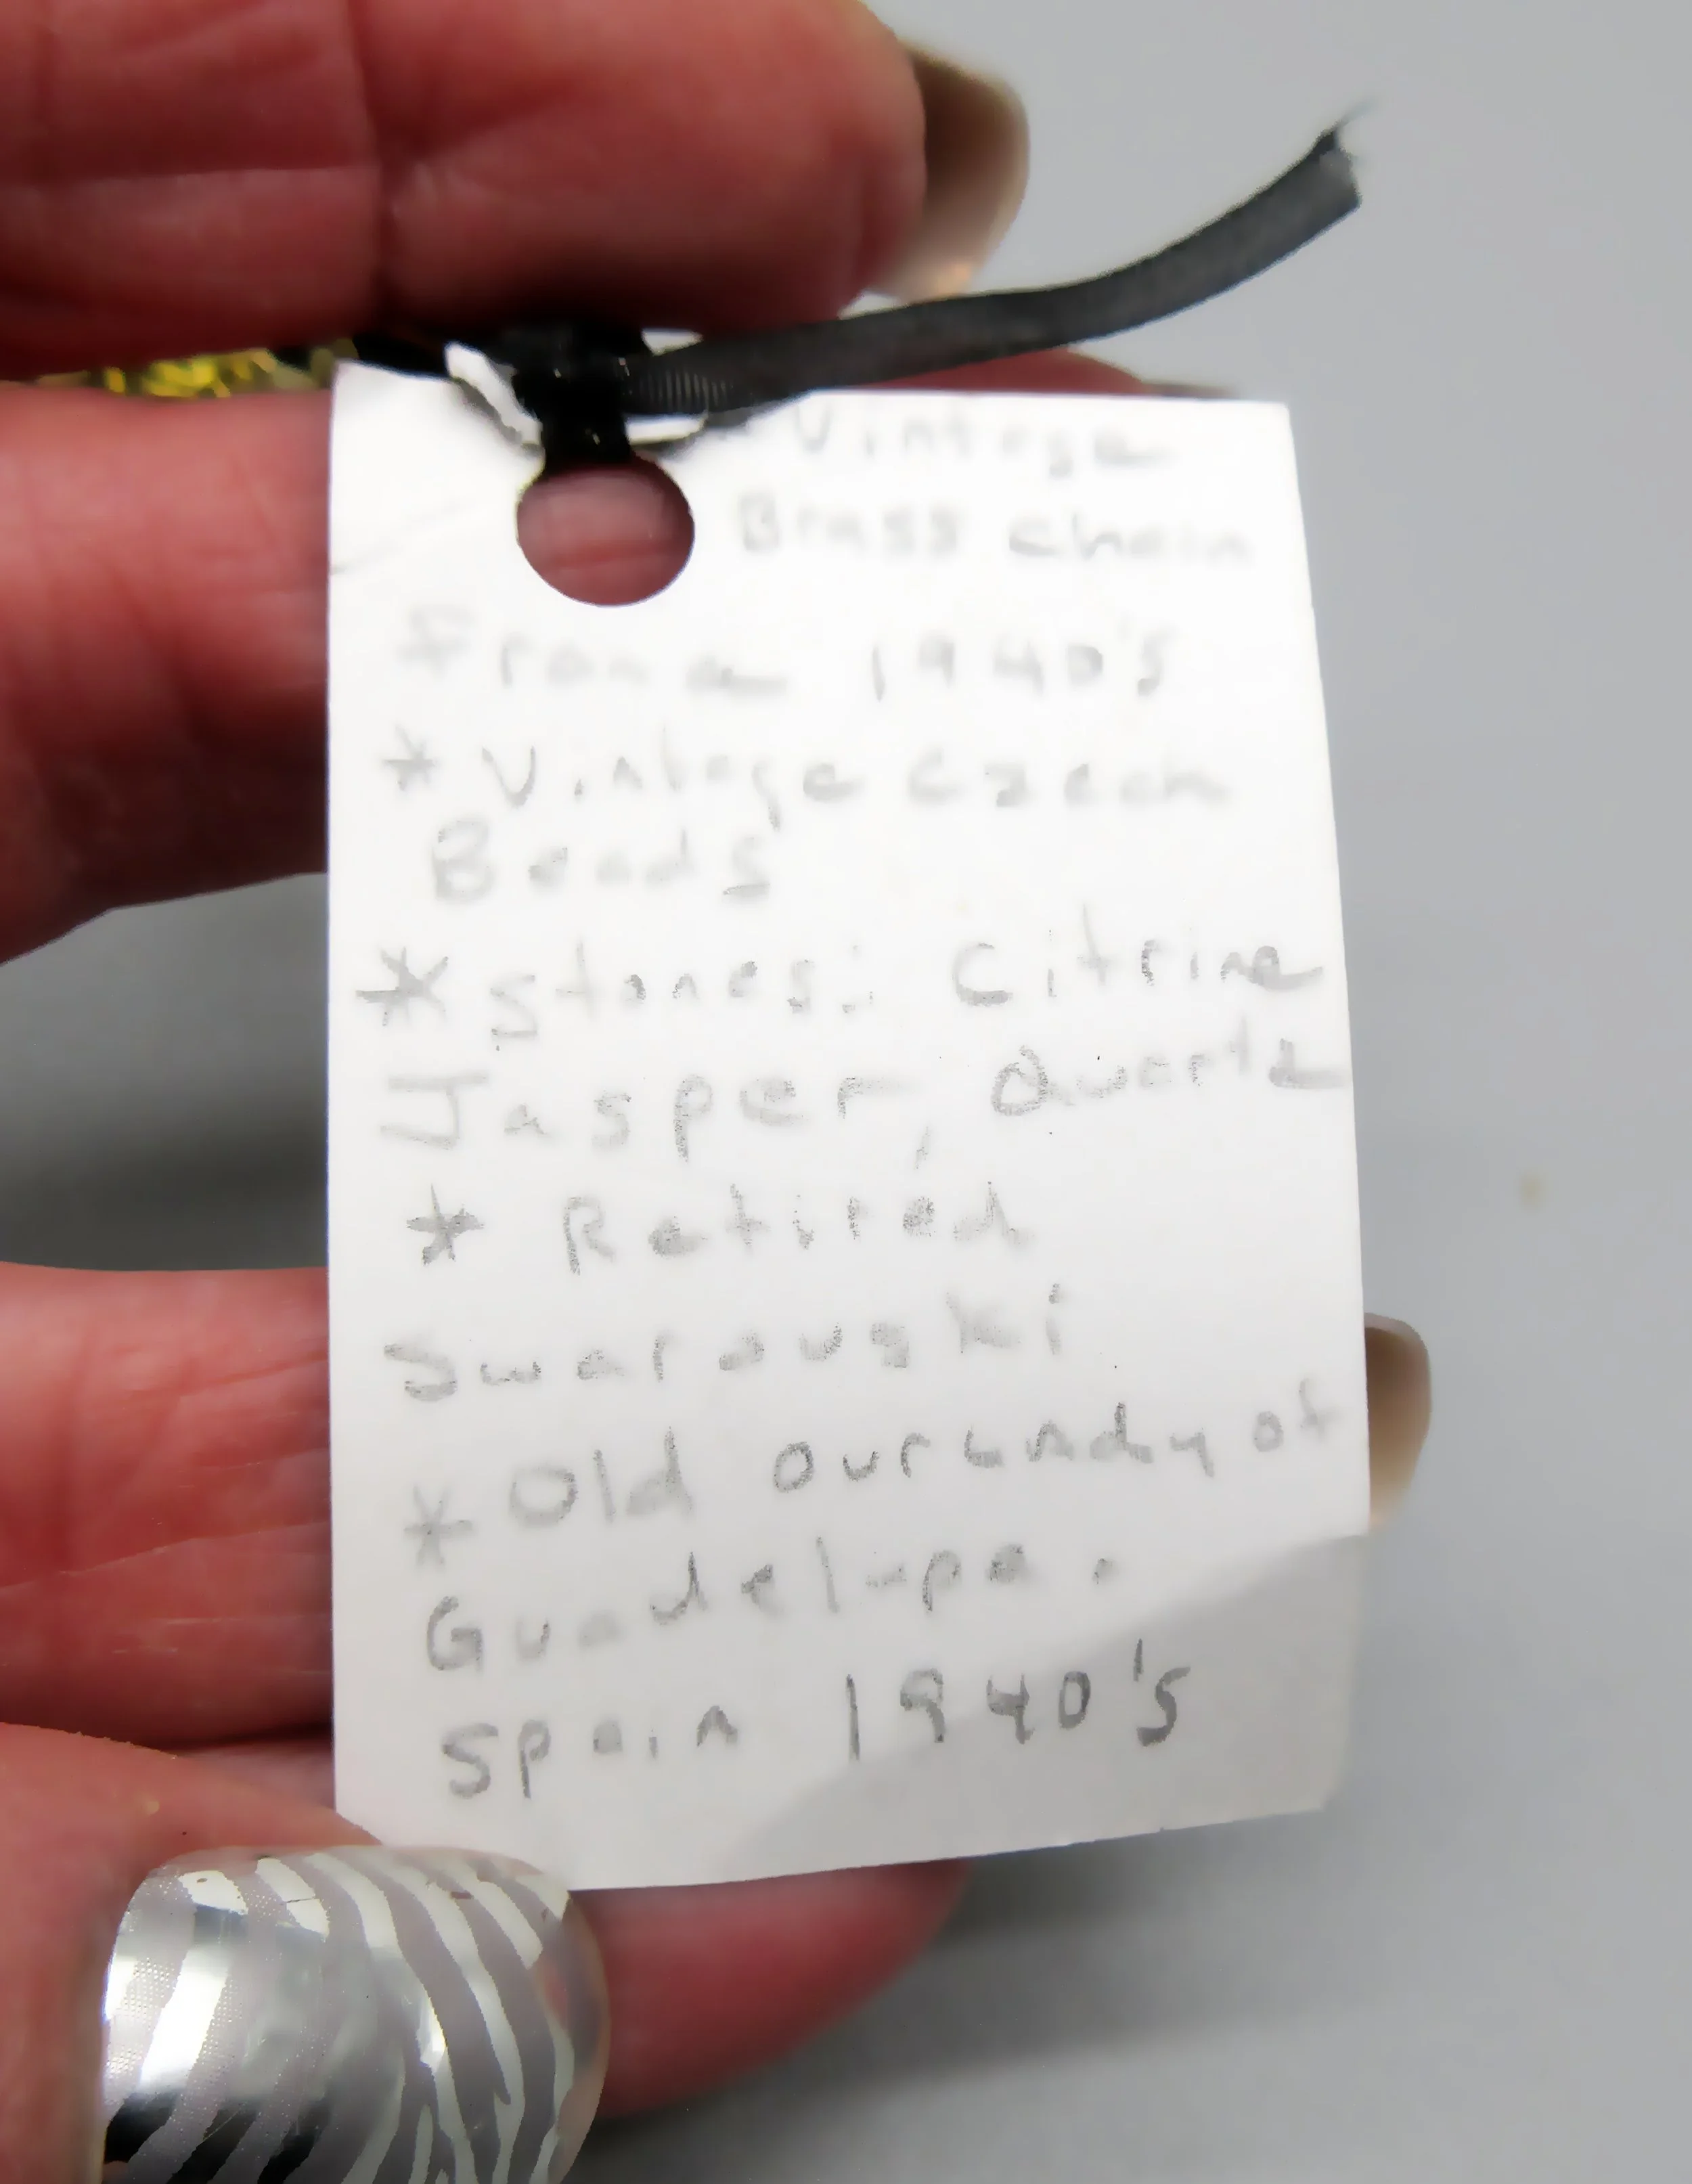 * Vintage
Brass chain
France 1940's
* Vintage Czech
Beads
* Stones: Citrine
Jasper, Quartz
* Retired
Swarovski
* Old Our Lady of
Guadelupe.
Spain 1940's